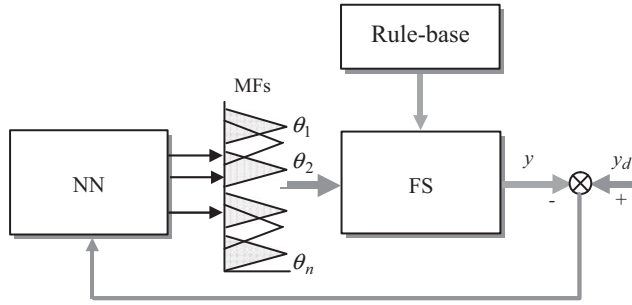 Rule-base
MFs
θ1
NN
θ2
FS
y
yd
-
+
θn